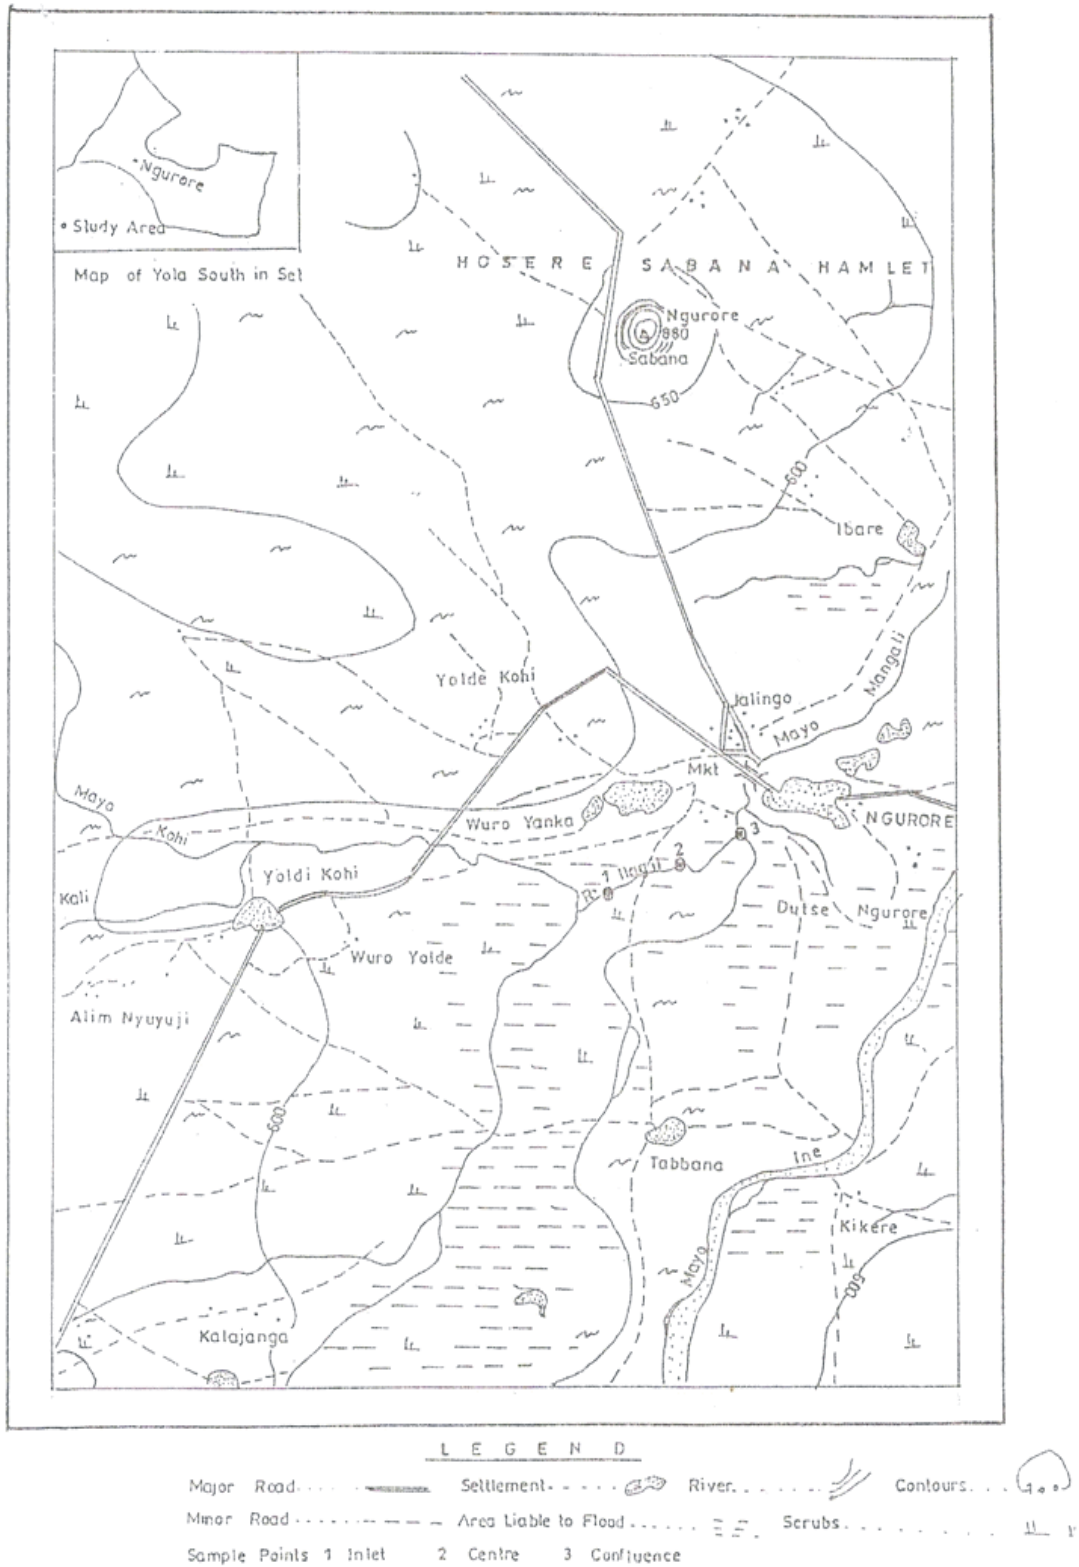 Ngurore
• Study Area
Map of Yola South in Set
HOSERE SABANA HAMLET
Ngurore
880
Sabana
650
600
Ibare
Mangali
Mayo
Yolde Kohi
Jalingo
Mkt
NGURORE
Wuro Yanka
Mayo
Kohi
Kali
Yoldi Kohi
R.
1
2
3
Dutse Ngurore
Wuro Yolde
Alim Nyuyuji
600
Tabbana
Mayo
Ine
Kikere
600
Kalajanga
LEGEND
Major Road
Settlement
River
Contours
Minor Road
Area Liable to Flood
Scrubs
Sample Points 1 Inlet 2 Centre 3 Confluence